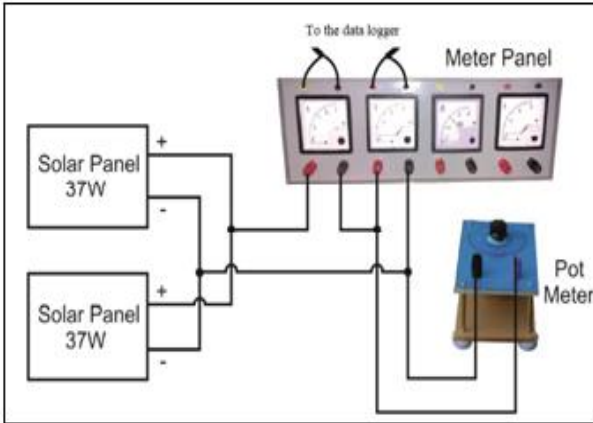 To the data logger
Meter Panel
+
Solar Panel
37W
-
+
Solar Panel
37W
-
Pot
Meter